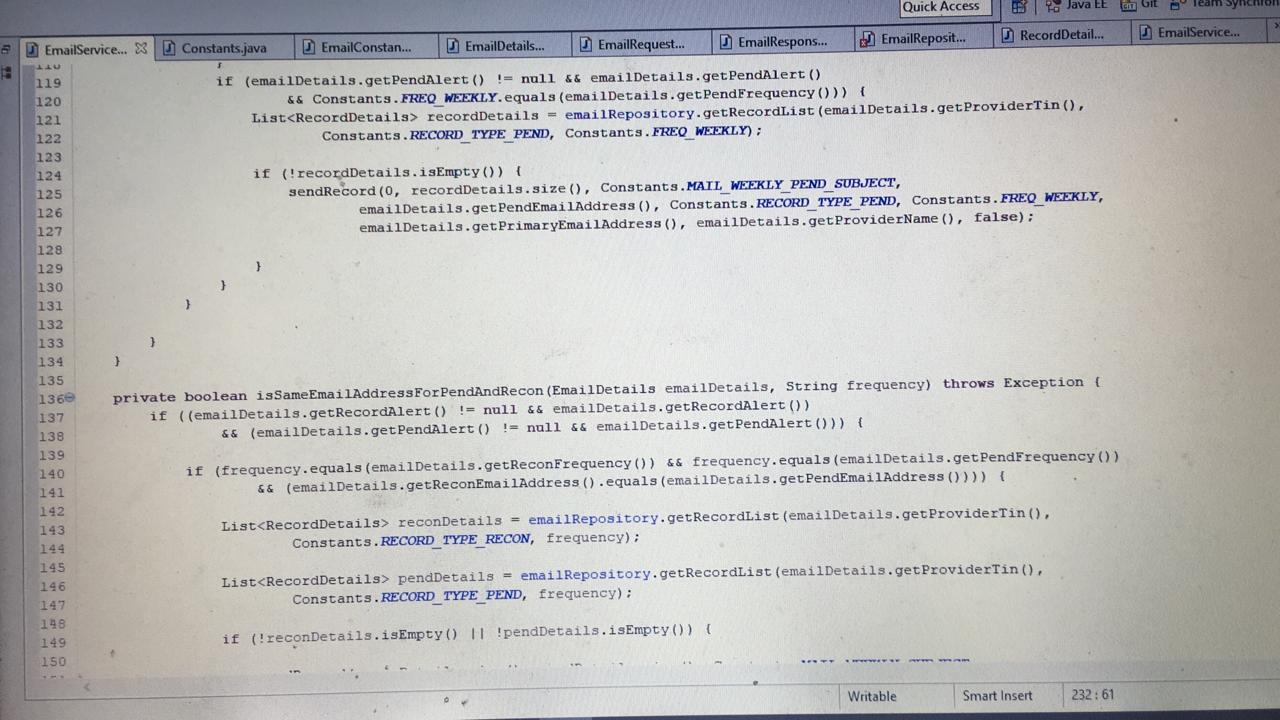 Quick Access
Java EE
Git
Team Synchron
EmailService...
Constants.java
EmailConstan...
EmailDetails...
EmailRequest...
EmailRespons...
EmailReposit...
RecordDetail...
EmailService...
118 }
119 if (emailDetails.getPendAlert() != null && emailDetails.getPendAlert()
120 && Constants.FREQ_WEEKLY.equals(emailDetails.getPendFrequency())) {
121 List<RecordDetails> recordDetails = emailRepository.getRecordList(emailDetails.getProviderTin(),
122 Constants.RECORD_TYPE_PEND, Constants.FREQ_WEEKLY);
123
124 if (!recordDetails.isEmpty()) {
125 sendRecord(0, recordDetails.size(), Constants.MAIL_WEEKLY_PEND_SUBJECT,
126 emailDetails.getPendEmailAddress(), Constants.RECORD_TYPE_PEND, Constants.FREQ_WEEKLY,
127 emailDetails.getPrimaryEmailAddress(), emailDetails.getProviderName(), false);
128
129 }
130 }
131 }
132
133 }
134 }
135
136 private boolean isSameEmailAddressForPendAndRecon(EmailDetails emailDetails, String frequency) throws Exception {
137 if ((emailDetails.getRecordAlert() != null && emailDetails.getRecordAlert())
138 && (emailDetails.getPendAlert() != null && emailDetails.getPendAlert())) {
139
140 if (frequency.equals(emailDetails.getReconFrequency()) && frequency.equals(emailDetails.getPendFrequency())
141 && (emailDetails.getReconEmailAddress().equals(emailDetails.getPendEmailAddress()))) {
142
143 List<RecordDetails> reconDetails = emailRepository.getRecordList(emailDetails.getProviderTin(),
144 Constants.RECORD_TYPE_RECON, frequency);
145
146 List<RecordDetails> pendDetails = emailRepository.getRecordList(emailDetails.getProviderTin(),
147 Constants.RECORD_TYPE_PEND, frequency);
148
149 if (!reconDetails.isEmpty() || !pendDetails.isEmpty()) {
150
Writable
Smart Insert
232 : 61